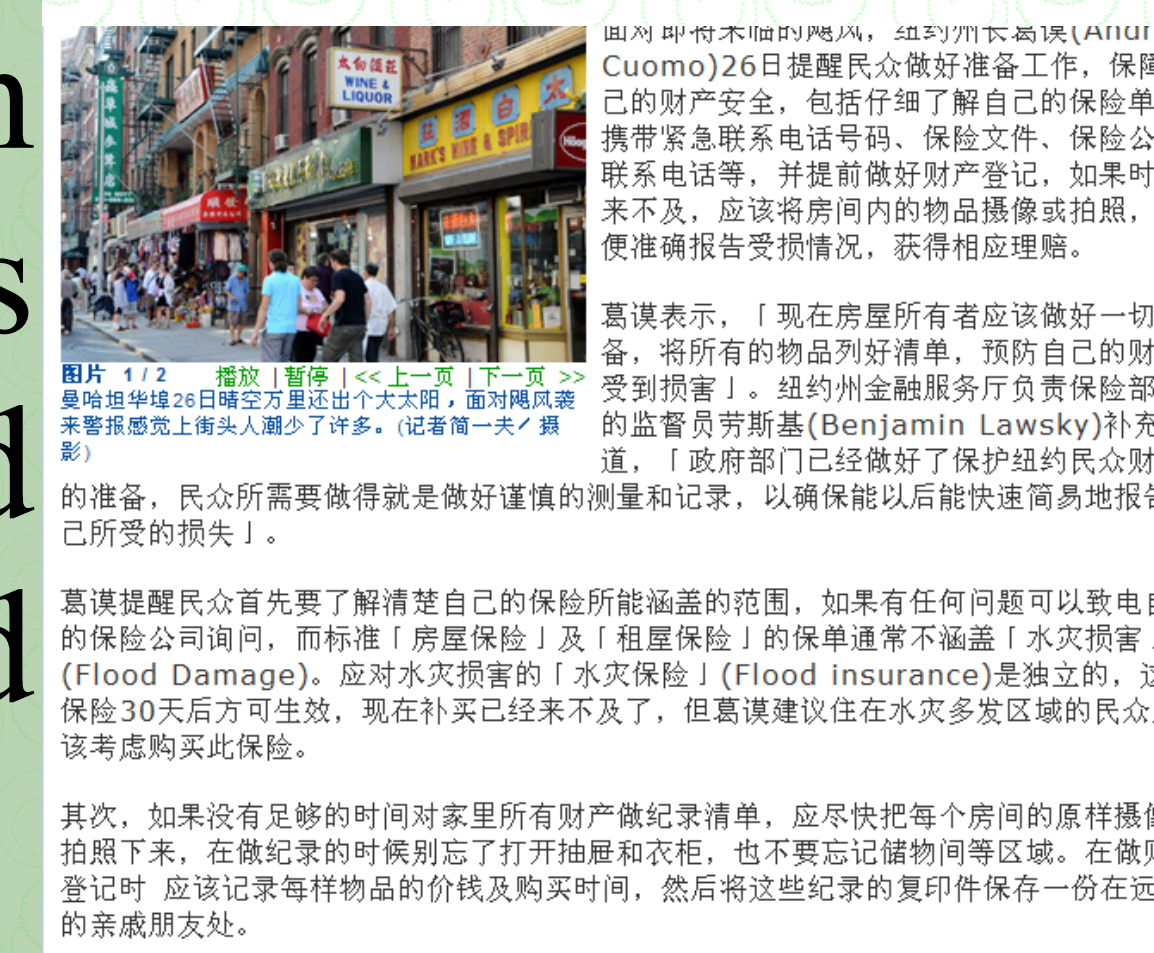 n
s
d
d
太白酒莊
WINE &
LIQUOR
太白酒莊
MARK'S WINE & SPIR
面对即将来临的飓风，纽约州长葛谟(Andr
Cuomo)26日提醒民众做好准备工作，保障
己的财产安全，包括仔细了解自己的保险单
携带紧急联系电话号码、保险文件、保险公
联系电话等，并提前做好财产登记，如果时
来不及，应该将房间内的物品摄像或拍照，
便准确报告受损情况，获得相应理赔。
葛谟表示，「现在房屋所有者应该做好一切
备，将所有的物品列好清单，预防自己的财
受到损害」。纽约州金融服务厅负责保险部
的监督员劳斯基(Benjamin Lawsky)补充
道，「政府部门已经做好了保护纽约民众财
图片 1/2 播放 | 暂停 | << 上一页 | 下一页 >>
曼哈坦华埠26日晴空万里还出个大太阳，面对飓风袭
来警报感觉上街头人潮少了许多。(记者简一夫／摄
影)
的准备，民众所需要做得就是做好谨慎的测量和记录，以确保能以后能快速简易地报告
己所受的损失」。
葛谟提醒民众首先要了解清楚自己的保险所能涵盖的范围，如果有任何问题可以致电自
的保险公司询问，而标准「房屋保险」及「租屋保险」的保单通常不涵盖「水灾损害」
(Flood Damage)。应对水灾损害的「水灾保险」(Flood insurance)是独立的，这
保险30天后方可生效，现在补买已经来不及了，但葛谟建议住在水灾多发区域的民众
该考虑购买此保险。
其次，如果没有足够的时间对家里所有财产做纪录清单，应尽快把每个房间的原样摄像
拍照下来，在做纪录的时候别忘了打开抽屉和衣柜，也不要忘记储物间等区域。在做财
登记时 应该记录每样物品的价钱及购买时间，然后将这些纪录的复印件保存一份在远
的亲戚朋友处。